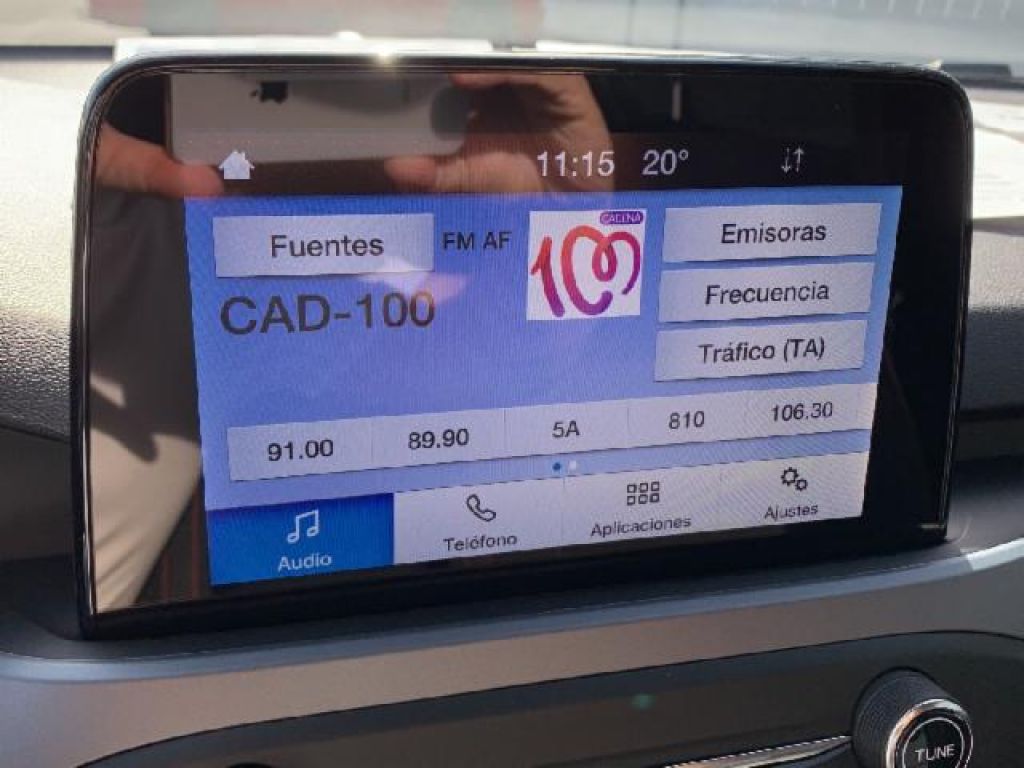 11:15 20°
Fuentes
FM AF
CADENA
100
Emisoras
CAD-100
Frecuencia
Tráfico (TA)
91.00 89.90 5A 810 106.30
Audio Teléfono Aplicaciones Ajustes
TUNE